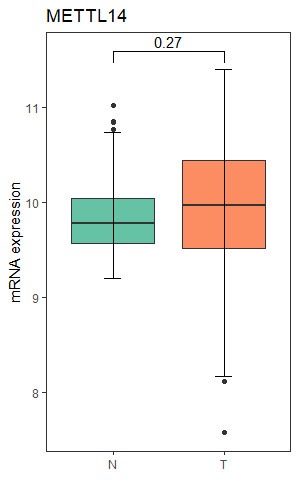 METTL14
0.27
mRNA expression
11
10
9
8
N
T